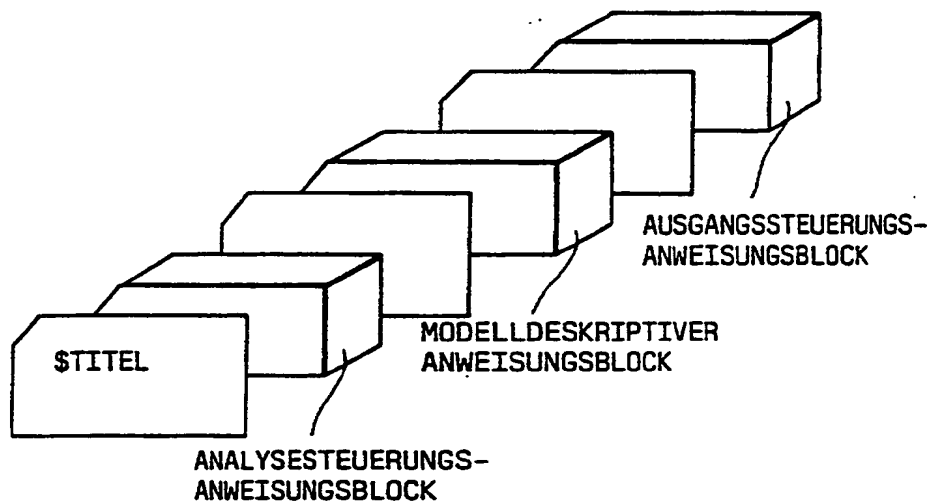 AUSGANGSSTEUERUNGS-
ANWEISUNGSBLOCK
MODELLDESKRIPTIVER
ANWEISUNGSBLOCK
$TITEL
ANALYSESTEUERUNGS-
ANWEISUNGSBLOCK